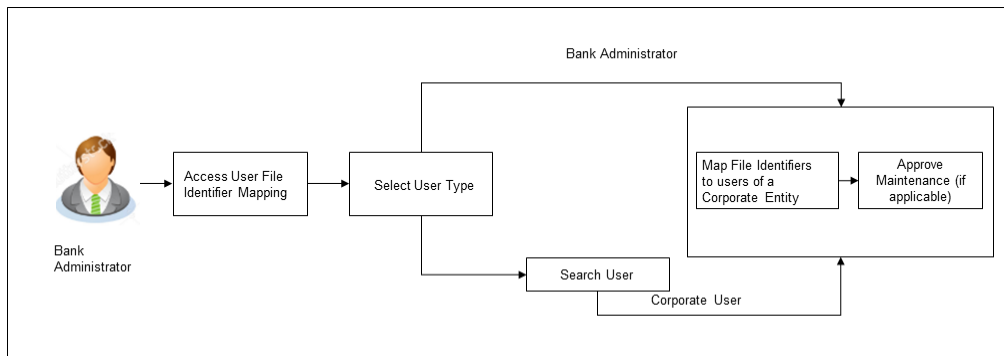 Bank Administrator
Bank
Administrator
Access User File
Identifier Mapping
Select User Type
Map File Identifiers
to users of a
Corporate Entity
Approve
Maintenance (if
applicable)
Search User
Corporate User